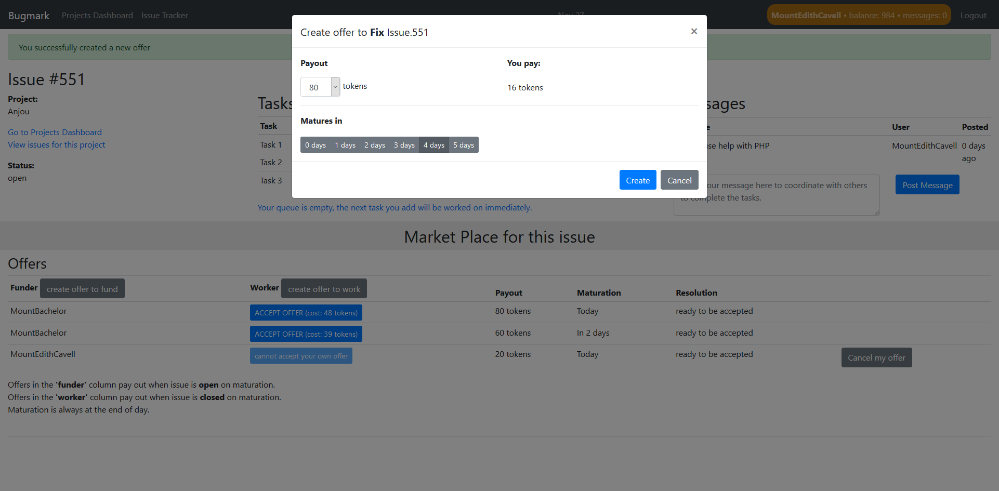 Bugmark Projects Dashboard Issue Tracker Nov 27 MountEdithCavell • balance: 984 • messages: 0 Logout
You successfully created a new offer
Create offer to Fix Issue.551 ×
Payout You pay:
80 tokens 16 tokens
Matures in
0 days 1 days 2 days 3 days 4 days 5 days
Create Cancel
Issue #551
Project:
Anjou
Go to Projects Dashboard
View issues for this project
Status:
open
Tasks
Task
Task 1
Task 2
Task 3
Your queue is empty, the next task you add will be worked on immediately.
sages
e User Posted
use help with PHP MountEdithCavell 0 days
ago
our message here to coordinate with others
to complete the tasks.
Post Message
Market Place for this issue
Offers
Funder create offer to fund Worker create offer to work Payout Maturation Resolution
MountBachelor ACCEPT OFFER (cost: 48 tokens) 80 tokens Today ready to be accepted
MountBachelor ACCEPT OFFER (cost: 39 tokens) 60 tokens In 2 days ready to be accepted
MountEdithCavell cannot accept your own offer 20 tokens Today ready to be accepted Cancel my offer
Offers in the 'funder' column pay out when issue is open on maturation.
Offers in the 'worker' column pay out when issue is closed on maturation.
Maturation is always at the end of day.